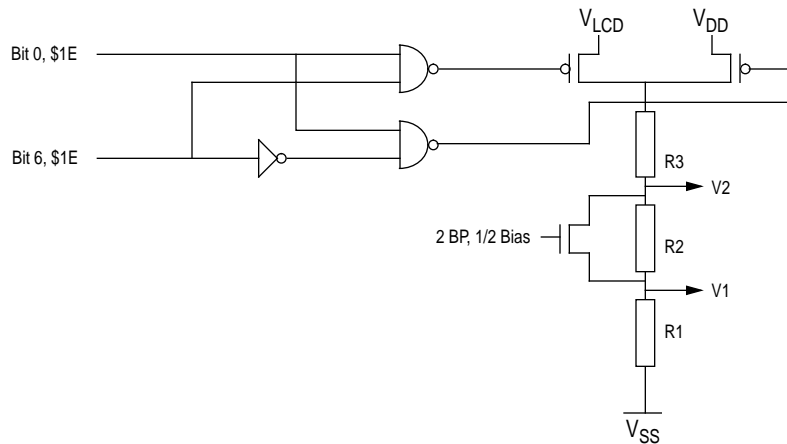 VLCD VDD
Bit 0, $1E
Bit 6, $1E
R3
V2
2 BP, 1/2 Bias
R2
V1
R1
VSS